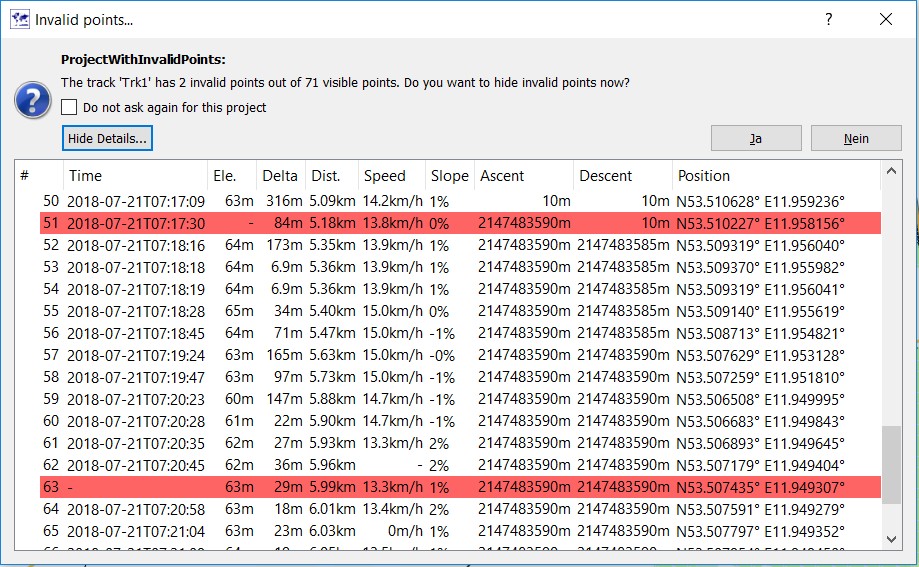 Invalid points...
ProjectWithInvalidPoints:
The track 'Trk1' has 2 invalid points out of 71 visible points. Do you want to hide invalid points now?
Do not ask again for this project
Hide Details... Ja Nein
# Time Ele. Delta Dist. Speed Slope Ascent Descent Position
50 2018-07-21T07:17:09 63m 316m 5.09km 14.2km/h 1% 10m 10m N53.510628° E11.959236°
51 2018-07-21T07:17:30 - 84m 5.18km 13.8km/h 0% 2147483590m 10m N53.510227° E11.958156°
52 2018-07-21T07:18:16 64m 173m 5.35km 13.9km/h 1% 2147483590m 2147483585m N53.509319° E11.956040°
53 2018-07-21T07:18:18 64m 6.9m 5.36km 13.9km/h 1% 2147483590m 2147483585m N53.509370° E11.955982°
54 2018-07-21T07:18:19 64m 6.9m 5.36km 13.9km/h 1% 2147483590m 2147483585m N53.509319° E11.956041°
55 2018-07-21T07:18:28 65m 34m 5.40km 15.0km/h 0% 2147483590m 2147483585m N53.509140° E11.955619°
56 2018-07-21T07:18:45 64m 71m 5.47km 15.0km/h -1% 2147483590m 2147483585m N53.508713° E11.954821°
57 2018-07-21T07:19:24 63m 165m 5.63km 15.0km/h -0% 2147483590m 2147483590m N53.507629° E11.953128°
58 2018-07-21T07:19:47 63m 97m 5.73km 15.0km/h -1% 2147483590m 2147483590m N53.507259° E11.951810°
59 2018-07-21T07:20:23 60m 147m 5.88km 14.7km/h -1% 2147483590m 2147483590m N53.506508° E11.949995°
60 2018-07-21T07:20:28 61m 22m 5.90km 14.7km/h -1% 2147483590m 2147483590m N53.506683° E11.949843°
61 2018-07-21T07:20:35 62m 27m 5.93km 13.3km/h 2% 2147483590m 2147483590m N53.506893° E11.949645°
62 2018-07-21T07:20:45 62m 36m 5.96km - 2% 2147483590m 2147483590m N53.507179° E11.949404°
63 - 63m 29m 5.99km 13.3km/h 1% 2147483590m 2147483590m N53.507435° E11.949307°
64 2018-07-21T07:20:58 63m 18m 6.01km 13.4km/h 2% 2147483590m 2147483590m N53.507591° E11.949279°
65 2018-07-21T07:21:04 63m 23m 6.03km 0m/h 1% 2147483590m 2147483590m N53.507797° E11.949352°